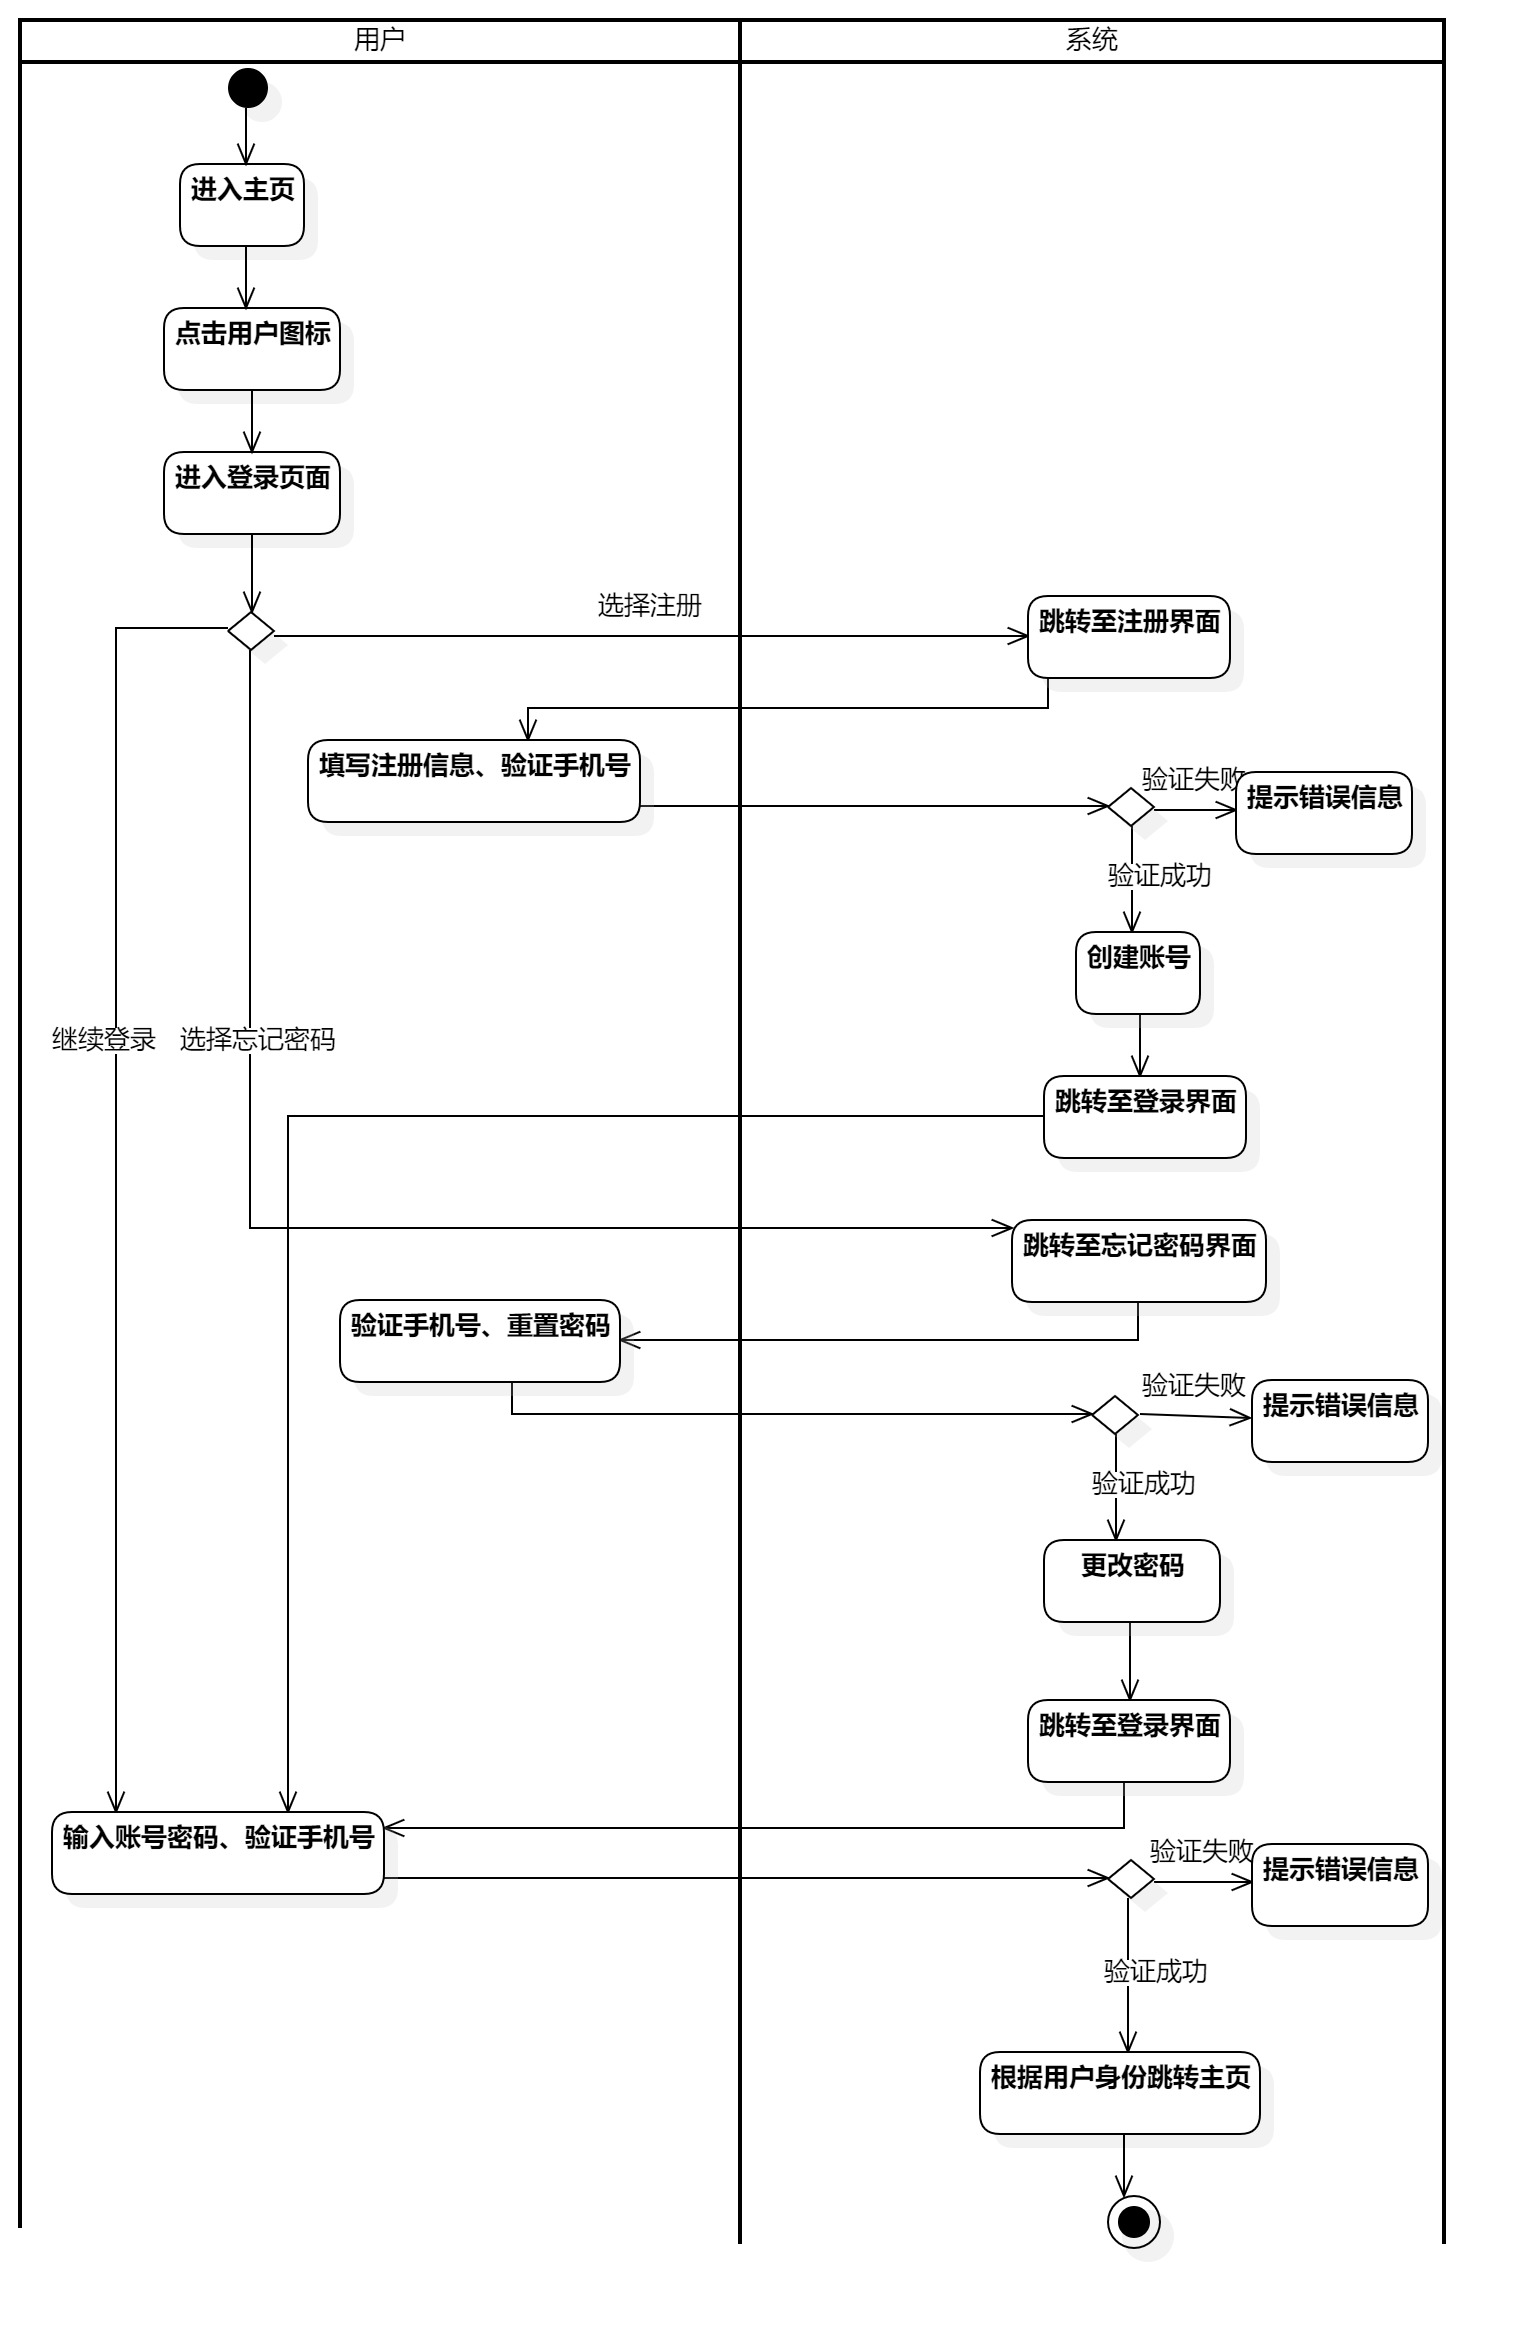 用户
系统
进入主页
点击用户图标
进入登录页面
选择注册
跳转至注册界面
填写注册信息、验证手机号
验证失败
提示错误信息
验证成功
创建账号
继续登录
选择忘记密码
跳转至登录界面
跳转至忘记密码界面
验证手机号、重置密码
验证失败
提示错误信息
验证成功
更改密码
跳转至登录界面
输入账号密码、验证手机号
验证失败
提示错误信息
验证成功
根据用户身份跳转主页